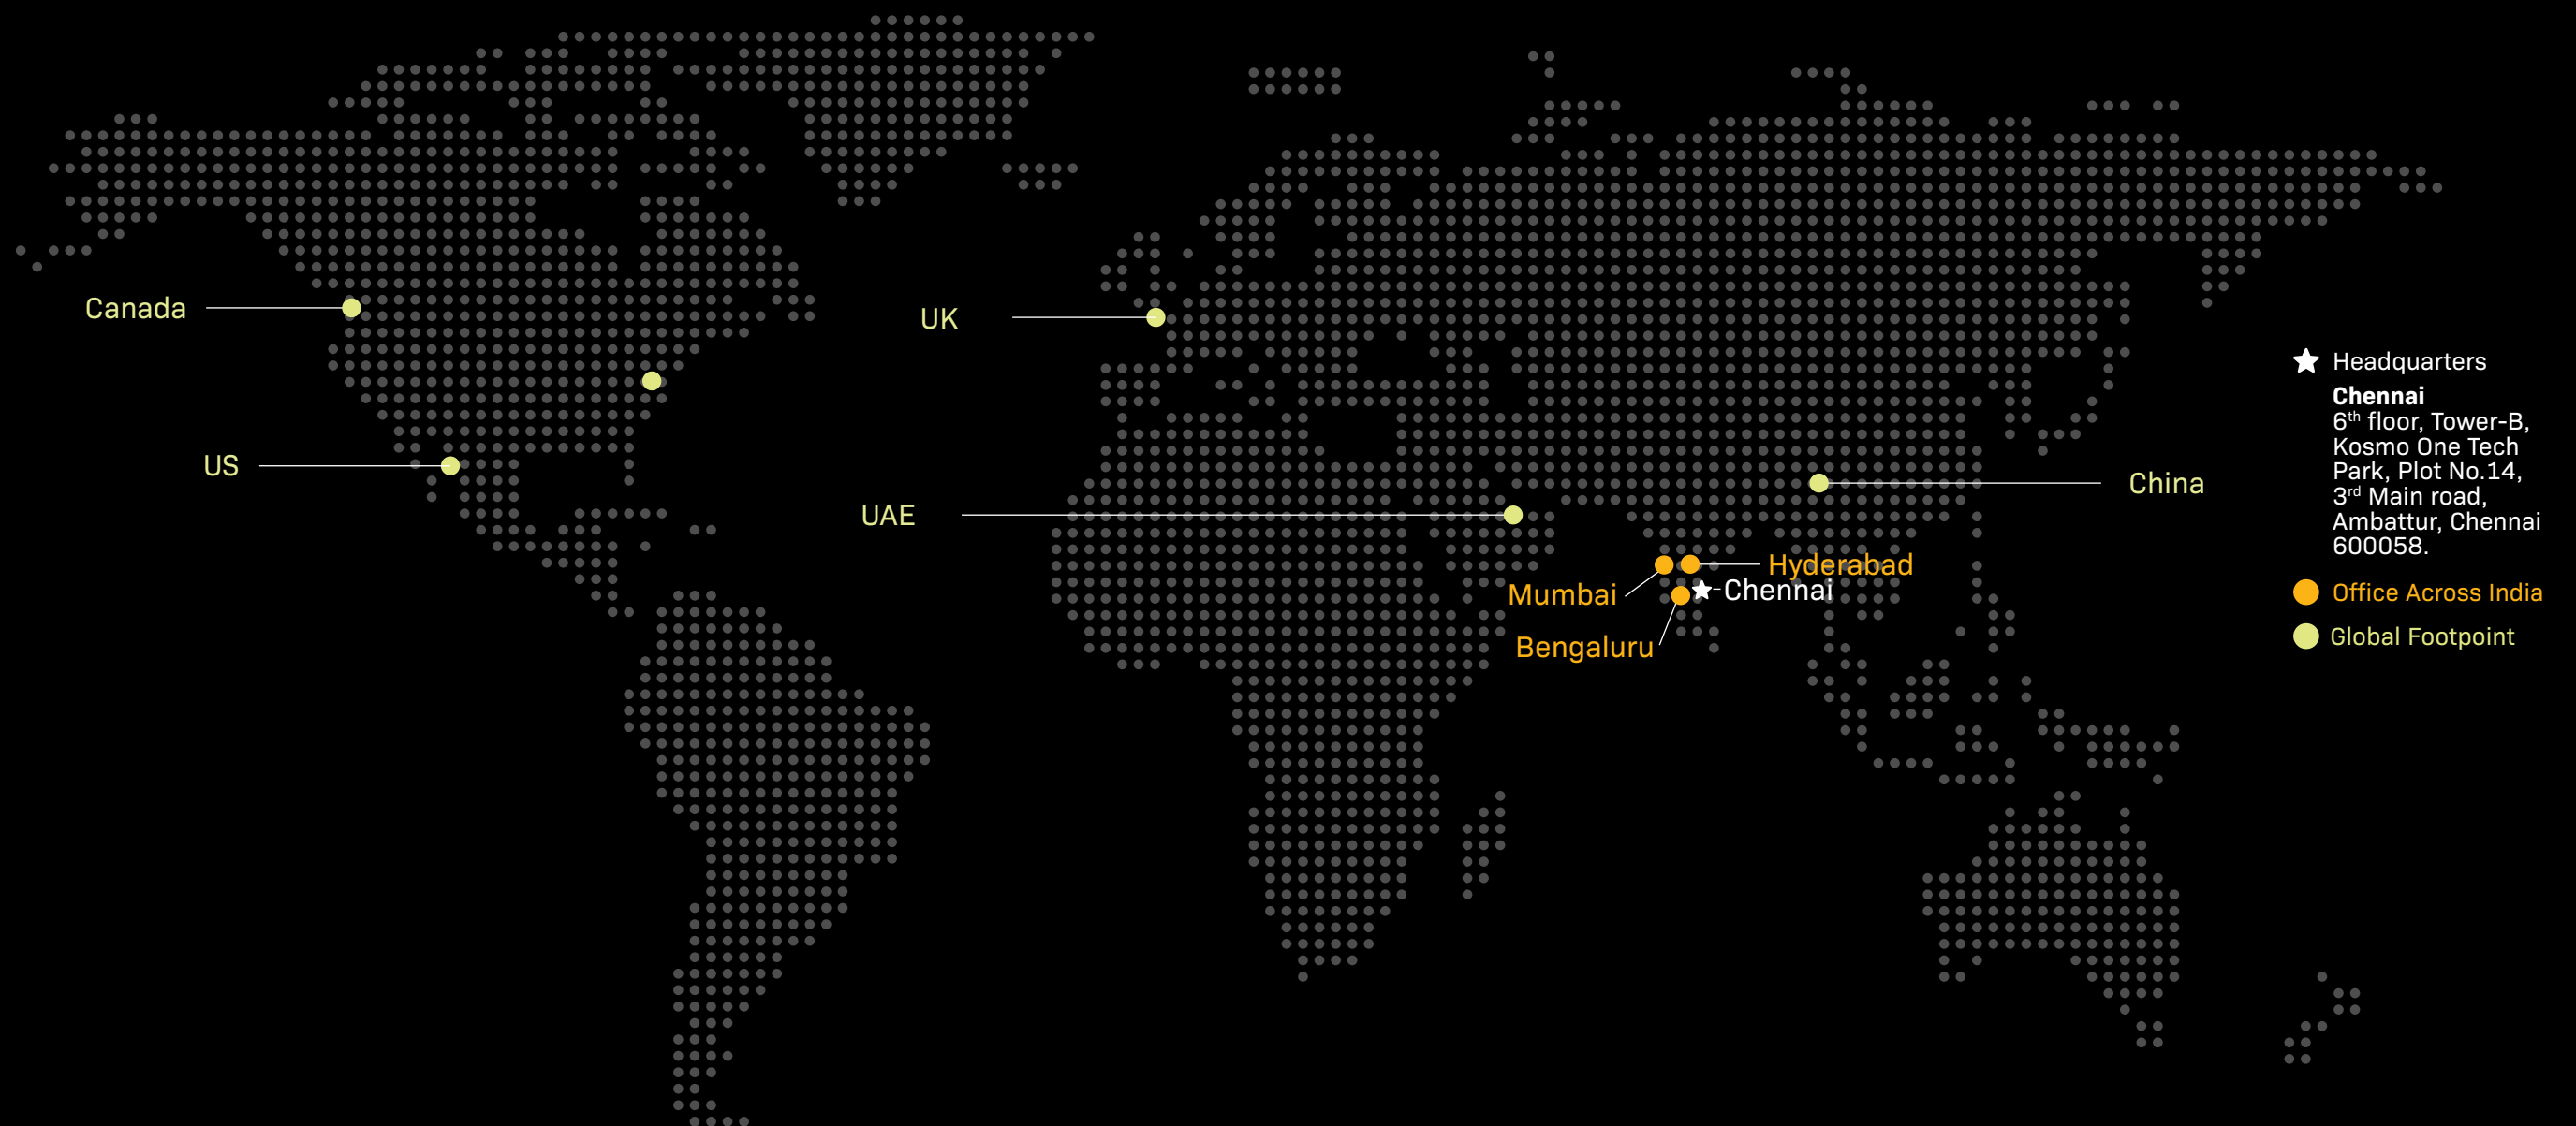 Canada
UK
US
UAE
China
Hyderabad
Mumbai
Chennai
Bengaluru
Headquarters
Chennai
6th floor, Tower-B,
Kosmo One Tech
Park, Plot No.14,
3rd Main road,
Ambattur, Chennai
600058.
Office Across India
Global Footpoint